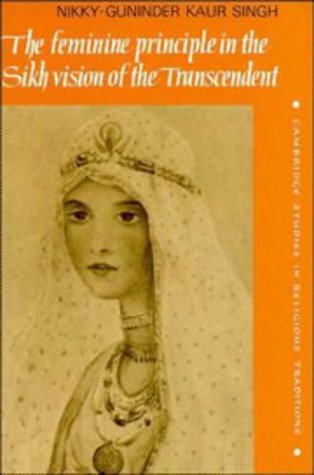 NIKKY-GUNINDER KAUR SINGH
The feminine principle in the
Sikh vision of the Transcendent
• CAMBRIDGE STUDIES IN RELIGIOUS TRADITIONS •